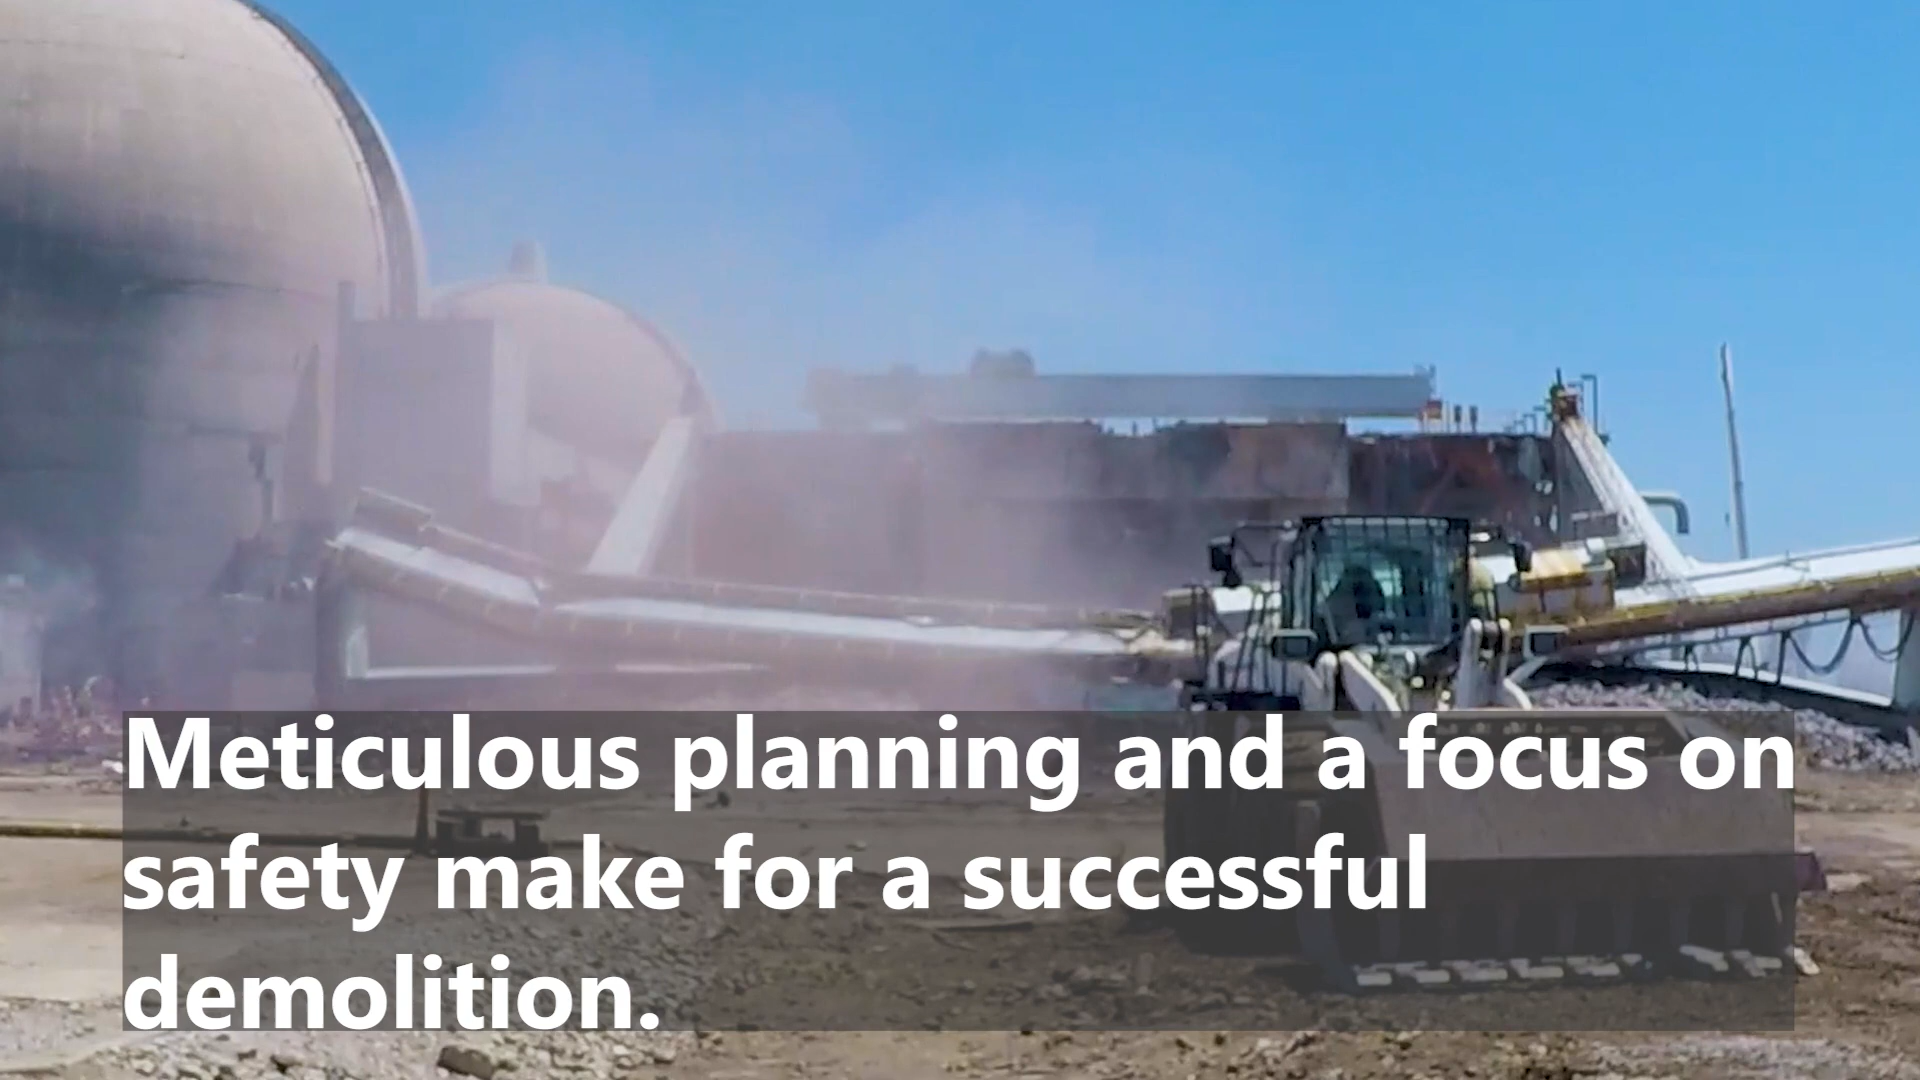 Meticulous planning and a focus on
safety make for a successful
demolition.